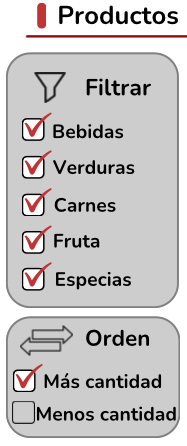 Productos
Filtrar
Bebidas
Verduras
Carnes
Fruta
Especias
Orden
Más cantidad
Menos cantidad